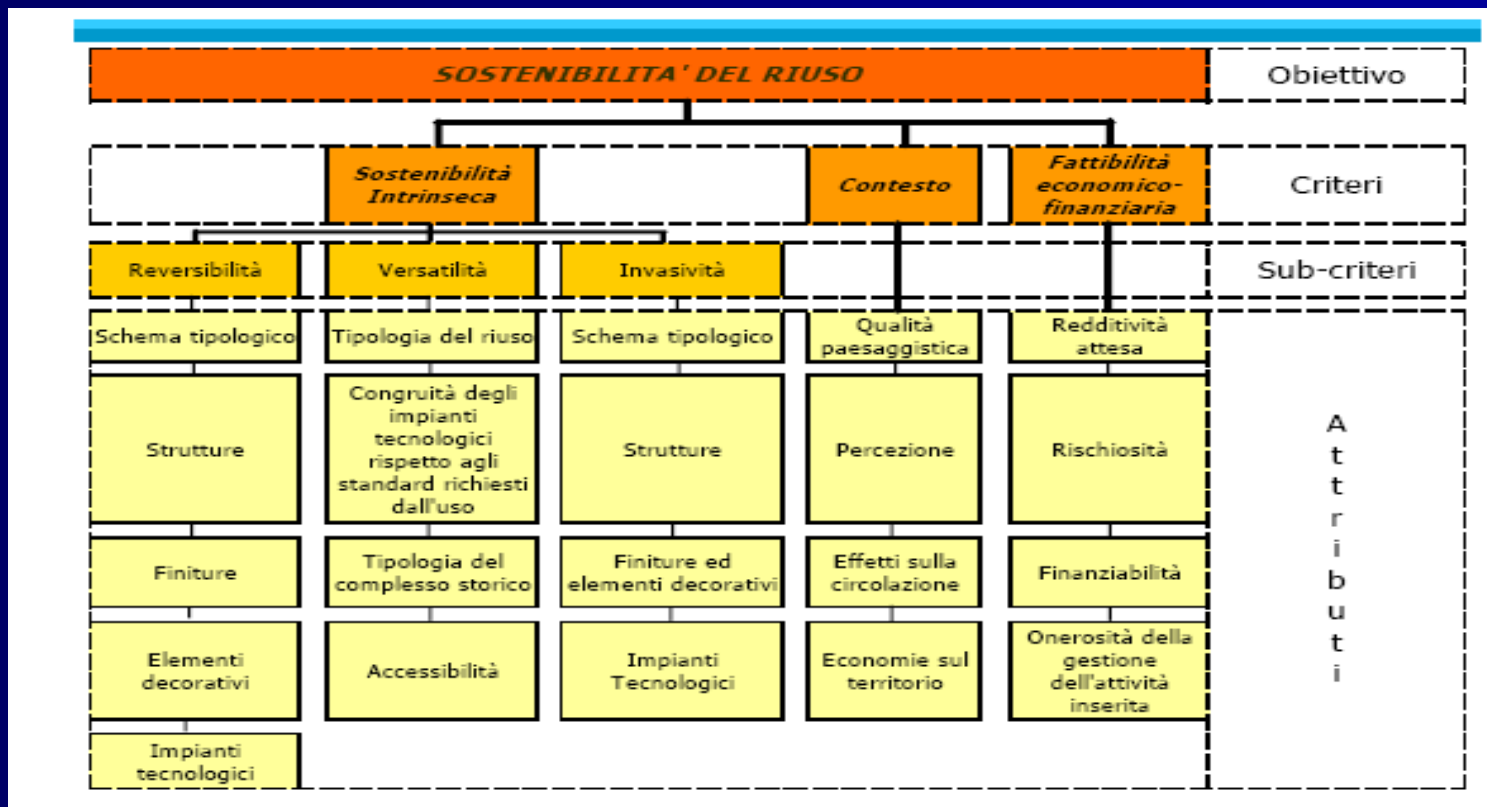 SOSTENIBILITA' DEL RIUSO
Obiettivo
Sostenibilità
Intrinseca
Contesto
Fattibilità
economico-
finanziaria
Criteri
Reversibilità
Versatilità
Invasività
Sub-criteri
Schema tipologico
Tipologia del riuso
Schema tipologico
Qualità
paesaggistica
Redditività
attesa
Strutture
Congruità degli
impianti
tecnologici
rispetto agli
standard richiesti
dall'uso
Strutture
Percezione
Rischiosità
Finiture
Tipologia del
complesso storico
Finiture ed
elementi decorativi
Effetti sulla
circolazione
Finanziabilità
Elementi
decorativi
Accessibilità
Impianti
Tecnologici
Economie sul
territorio
Onerosità della
gestione
dell'attività
inserita
Impianti
tecnologici
A
t
t
r
i
b
u
t
i